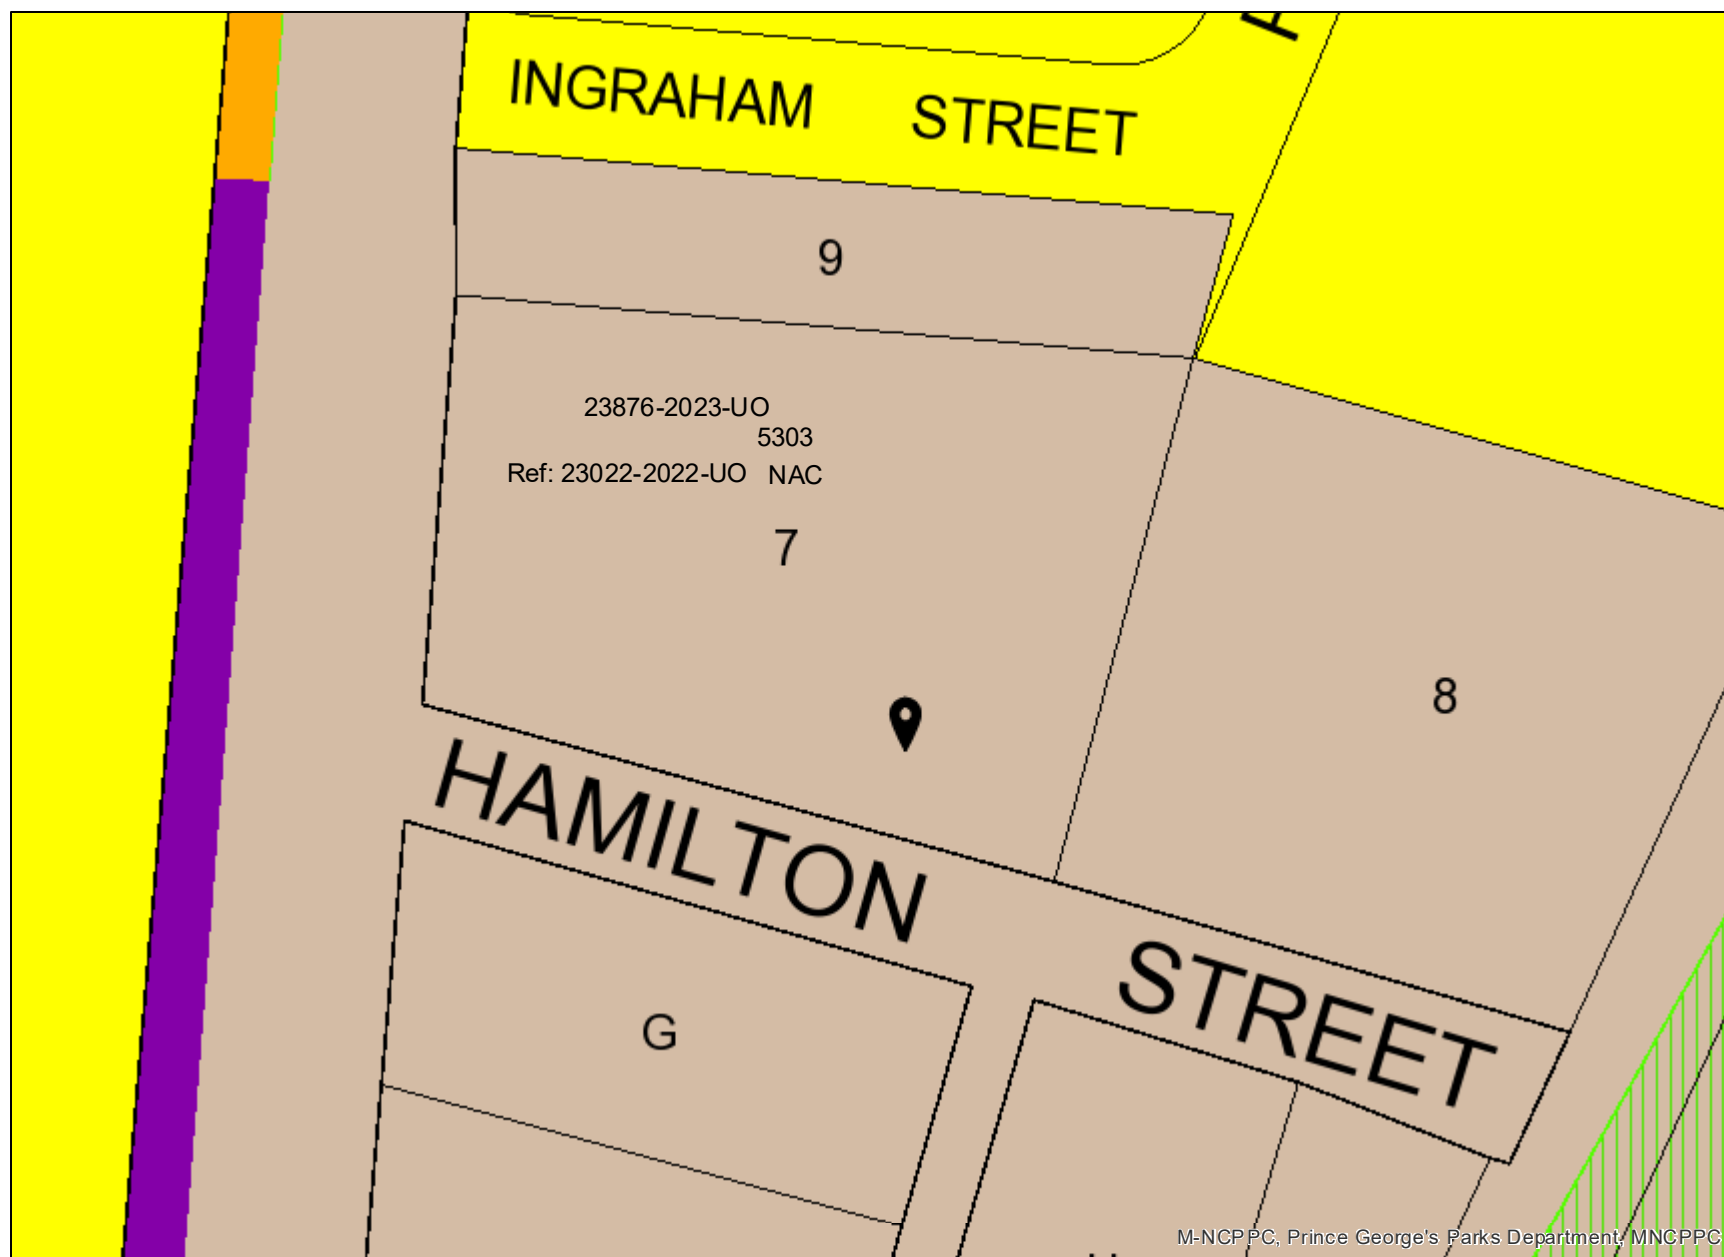 INGRAHAM STREET
9
23876-2023-UO
5303
Ref: 23022-2022-UO NAC
7
8
HAMILTON STREET
G
M-NCPPC, Prince George's Parks Department, MNCPPC